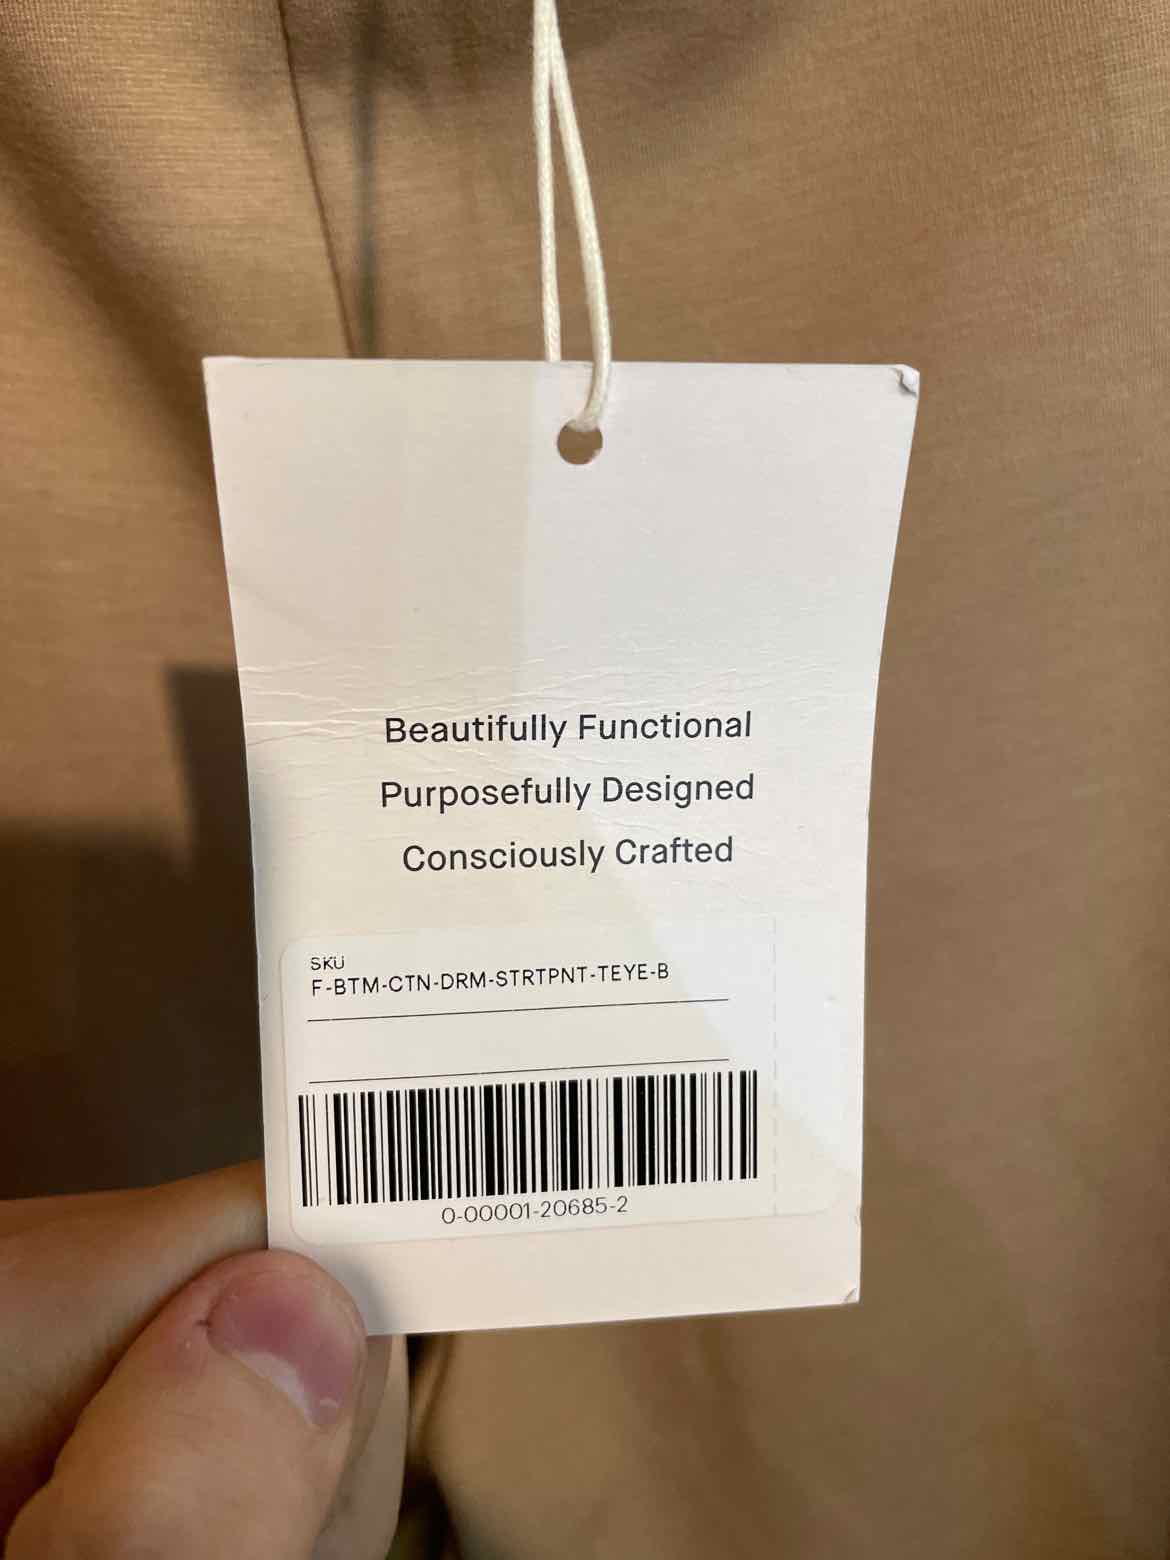 Beautifully Functional
Purposefully Designed
Consciously Crafted
SKU
F-BTM-CTN-DRM-STRTPNT-TEYE-B
0-00001-20685-2